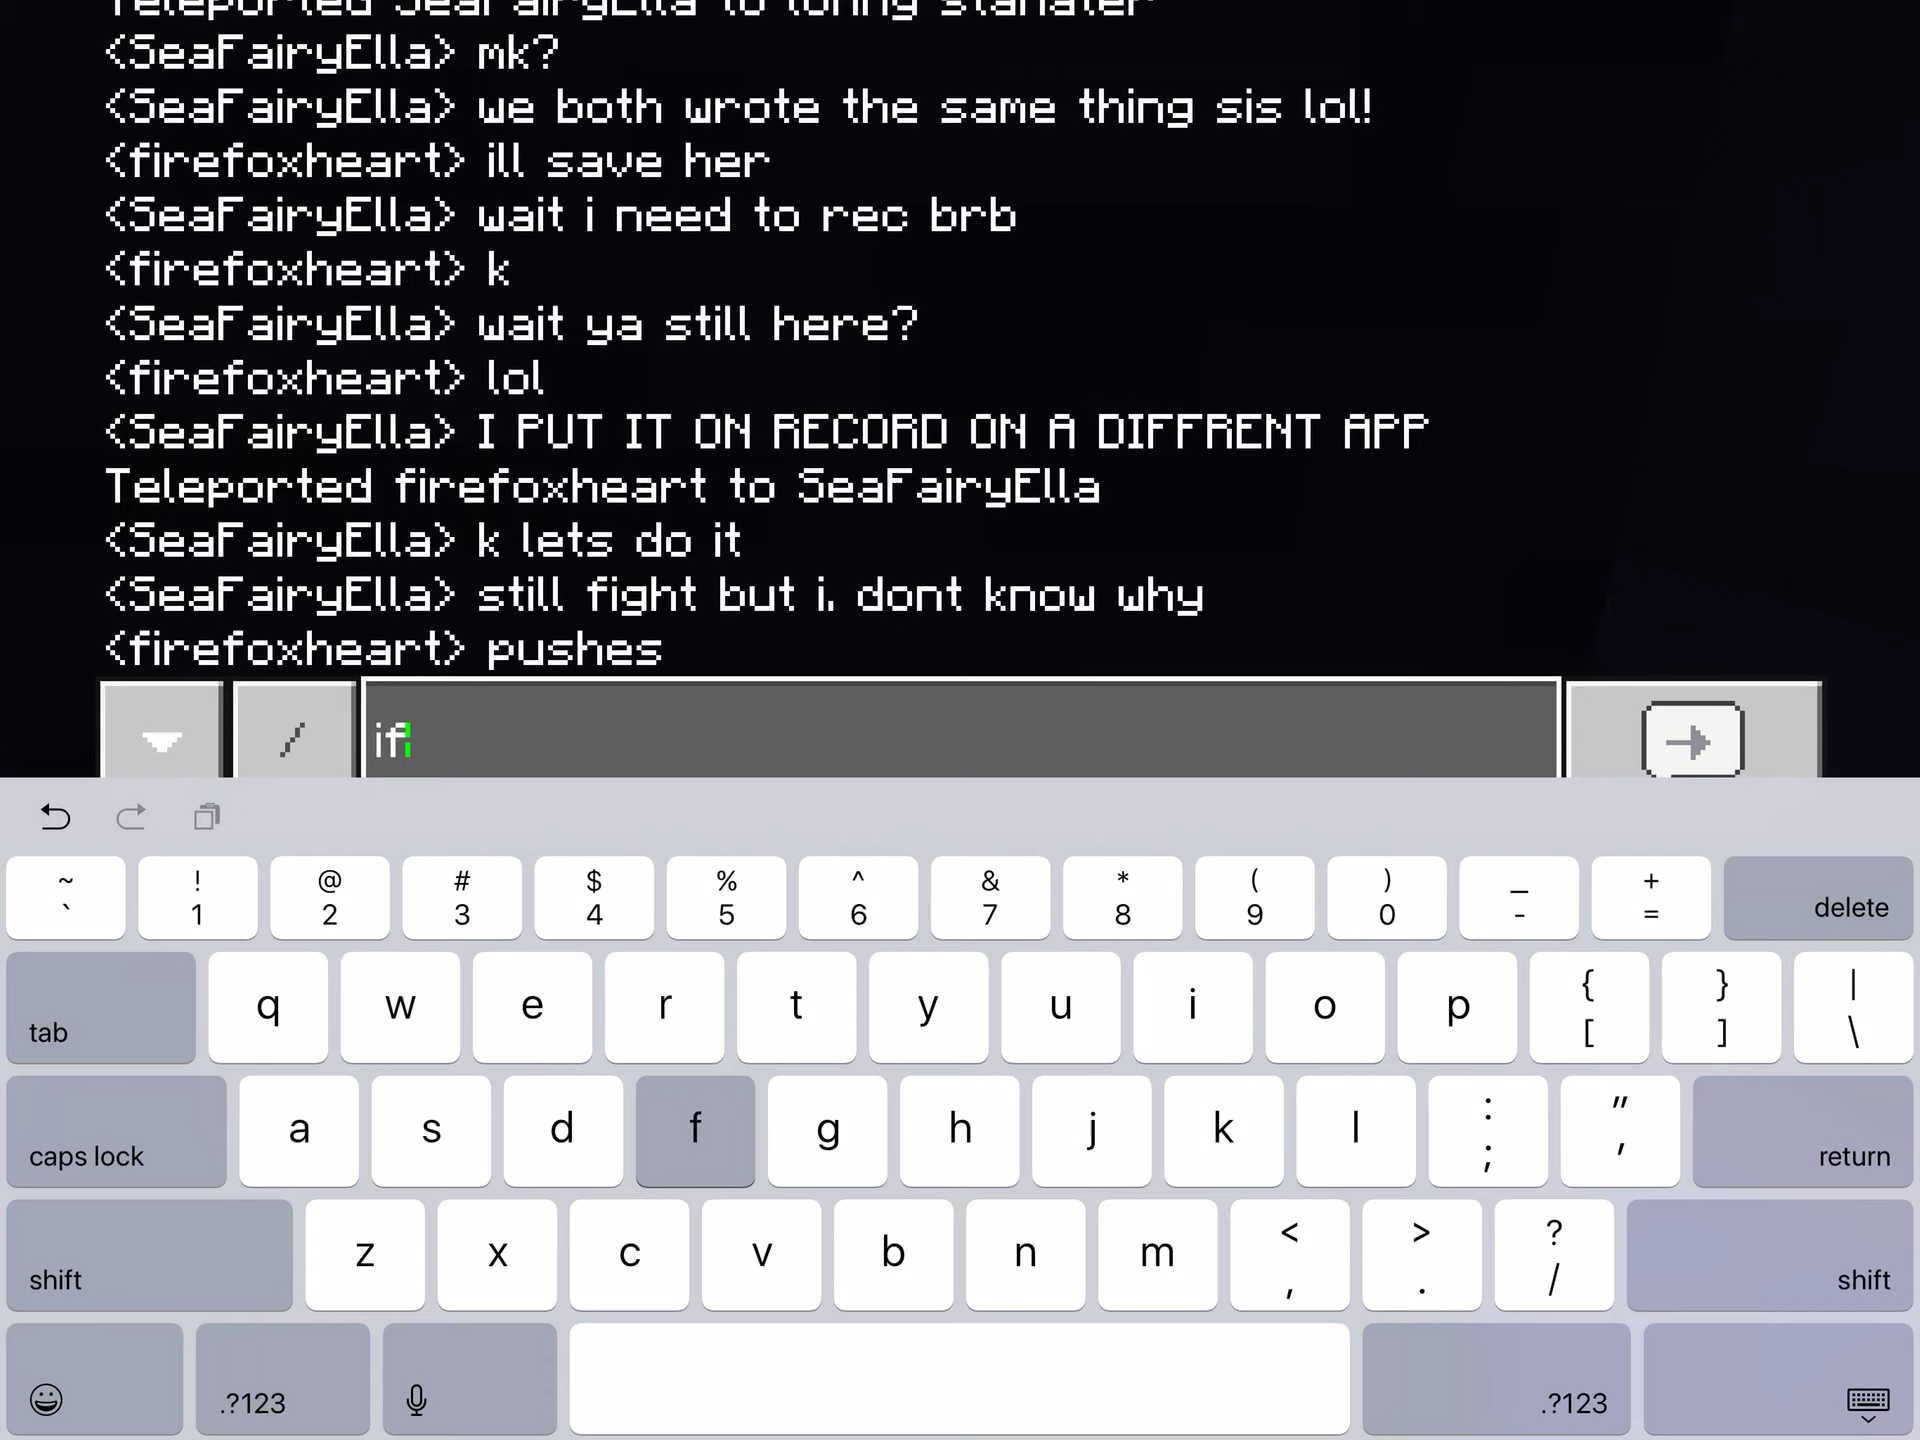 Teleported SeaFairyElla to
<SeaFairyElla> mk?
<SeaFairyElla> we both wrote the same thing sis lol!
<firefoxheart> ill save her
<SeaFairyElla> wait i need to rec brb
<firefoxheart> k
<SeaFairyElla> wait ya still here?
<firefoxheart> lol
<SeaFairyElla> I PUT IT ON RECORD ON A DIFFRENT APP
Teleported firefoxheart to SeaFairyElla
<SeaFairyElla> k lets do it
<SeaFairyElla> still fight but i. dont know why
<firefoxheart> pushes
/ if
~ ! @ # $ % ^ & * ( ) _ +
` 1 2 3 4 5 6 7 8 9 0 - = delete
tab q w e r t y u i o p { [ } ] | \
caps lock a s d f g h j k l : ; " ' return
shift z x c v b n m < , > . ? / shift
.?123 .?123